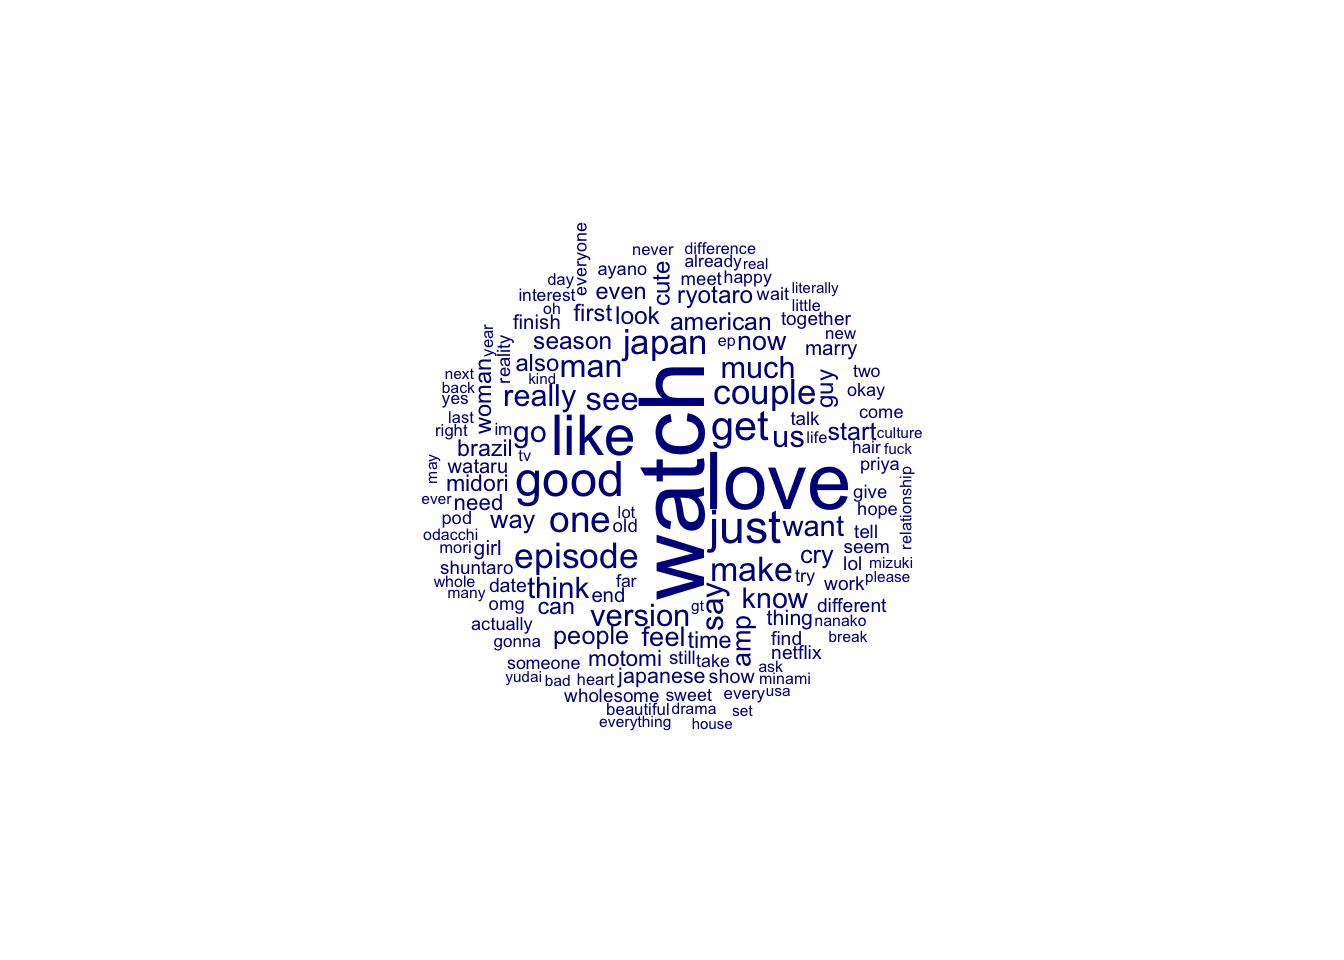 everyone
never
difference
already
real
day
ayano
cute
meet
happy
interest
even
ryotaro
wait
literally
oh
first
look
little
finish
american
together
year
reality
season
japan
ep
now
new
marry
next
also
man
much
two
back
kind
woman
yes
really
see
watch
couple
guy
okay
last
come
right
im
go
like
get
us
talk
life
start
culture
brazil
tv
hair
fuck
may
wataru
priya
midori
good
love
ever
need
give
relationship
pod
way
one
lot
old
just
want
hope
odacchi
tell
mori
girl
episode
cry
seem
shuntaro
make
try
lol
mizuki
whole
many
date
think
end
far
work
please
omg
can
version
gt
say
know
different
actually
thing
nanako
gonna
people
feel
time
amp
find
break
someone
motomi
still
take
netflix
yudai
bad
heart
japanese
show
ask
minami
wholesome
sweet
every
usa
beautiful
drama
set
everything
house